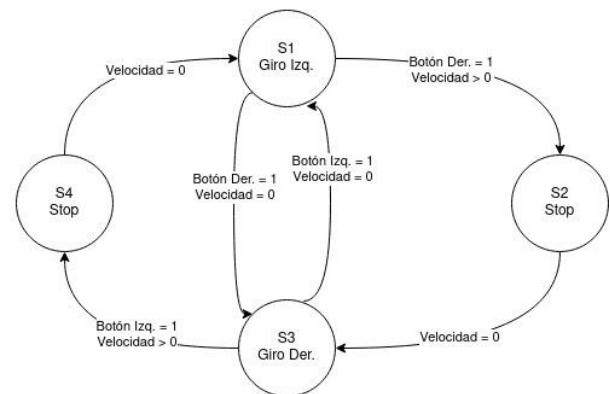 S1
Giro Izq.
Botón Der. = 1
Velocidad > 0
Velocidad = 0
Botón Izq. = 1
Velocidad = 0
Botón Der. = 1
Velocidad = 0
S4
Stop
S2
Stop
S3
Giro Der.
Botón Izq. = 1
Velocidad > 0
Velocidad = 0